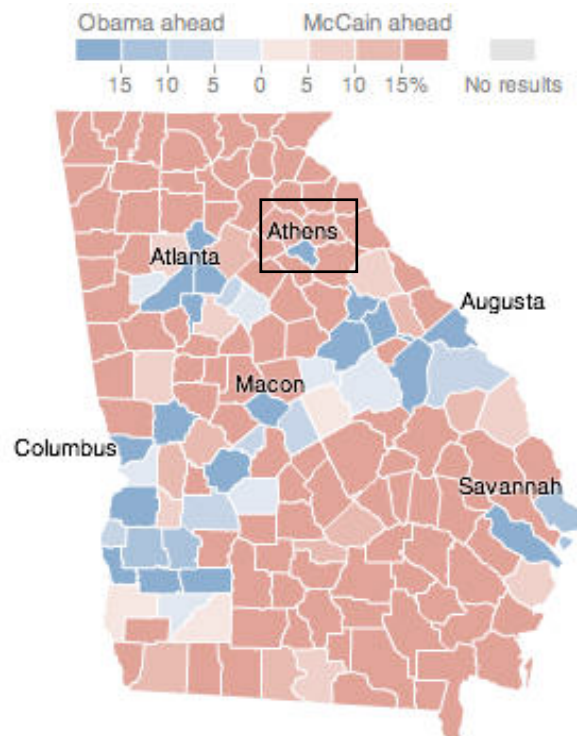 Obama ahead McCain ahead
15 10 5 0 5 10 15% No results
Athens
Atlanta
Augusta
Macon
Columbus
Savannah